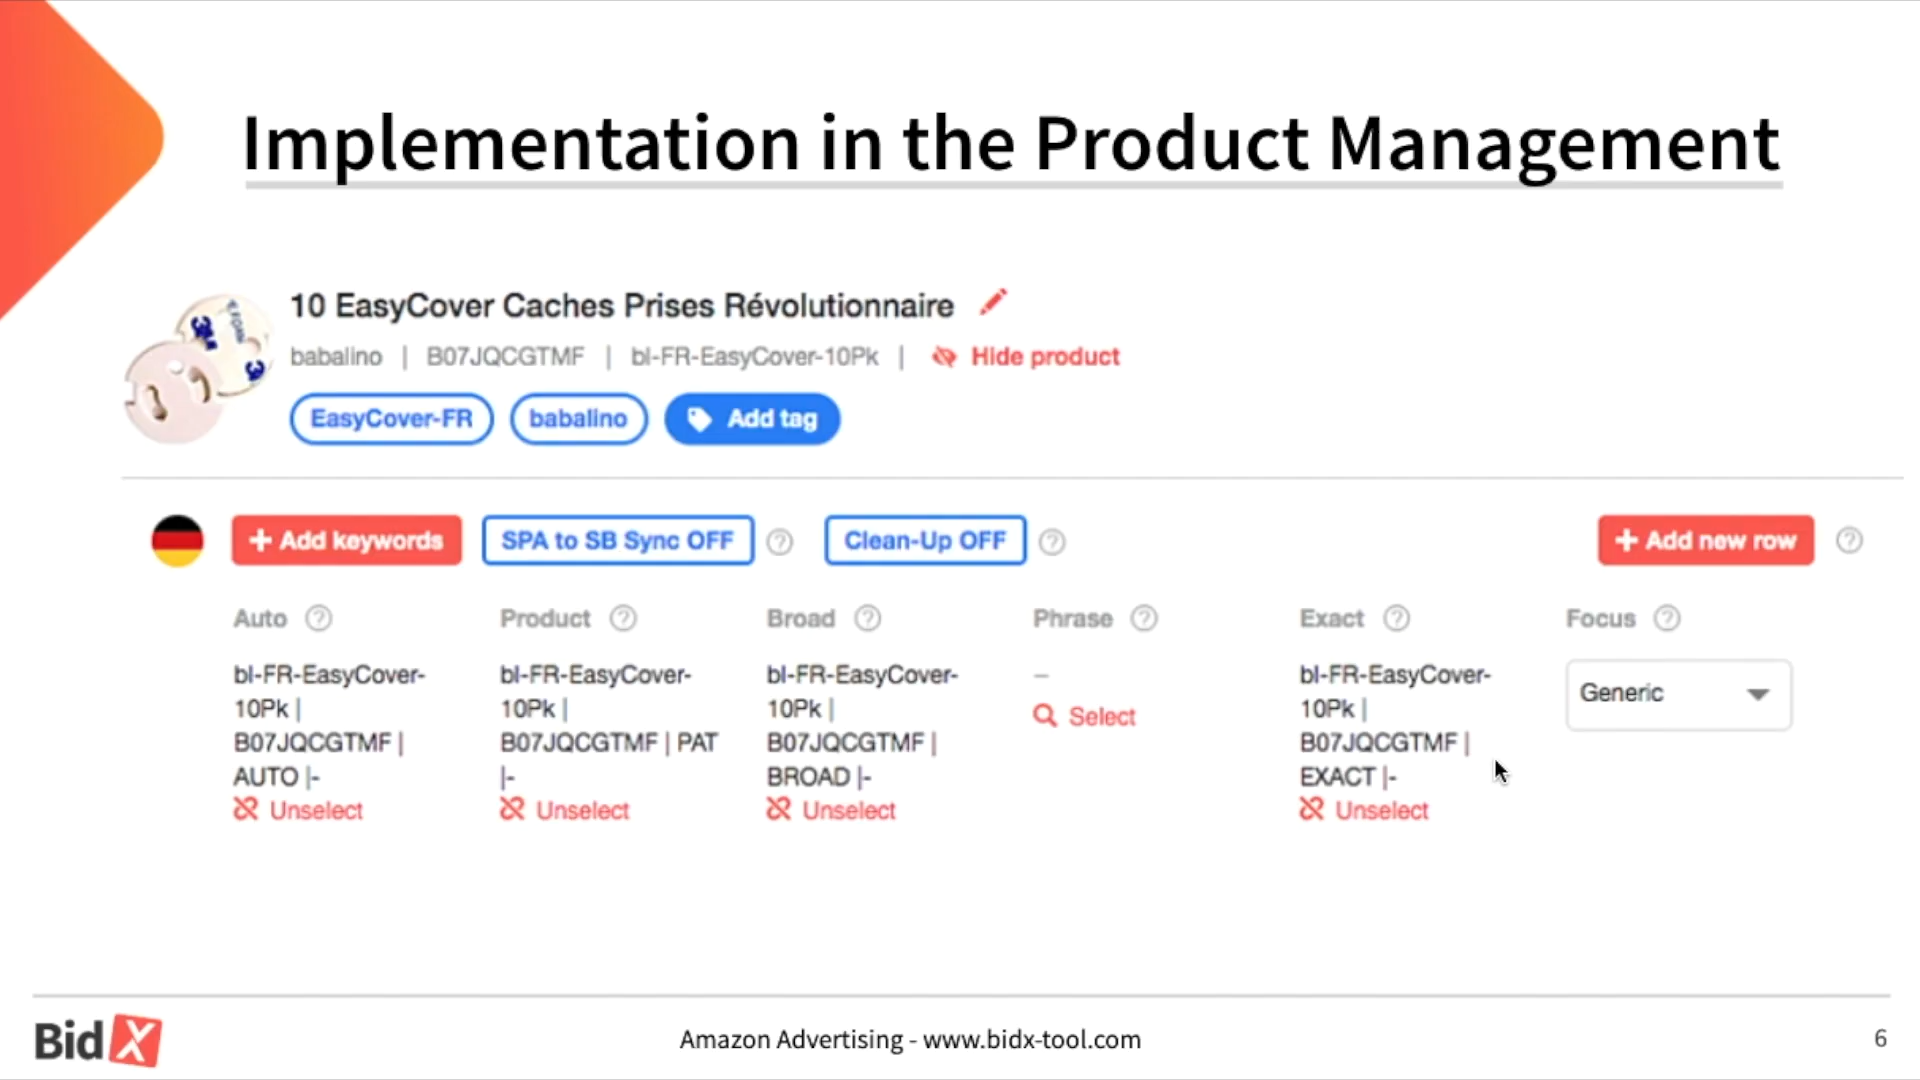 Implementation in the Product Management
10 EasyCover Caches Prises Révolutionnaire
babalino | B07JQCGTMF | bl-FR-EasyCover-10Pk | Hide product
EasyCover-FR babalino Add tag
+ Add keywords SPA to SB Sync OFF ? Clean-Up OFF ? + Add new row ?
Auto ? Product ? Broad ? Phrase ? Exact ? Focus ?
bl-FR-EasyCover-
10Pk |
B07JQCGTMF |
AUTO |-
Unselect
bl-FR-EasyCover-
10Pk |
B07JQCGTMF | PAT
|-
Unselect
bl-FR-EasyCover-
10Pk |
B07JQCGTMF |
BROAD |-
Unselect
–
Select
bl-FR-EasyCover-
10Pk |
B07JQCGTMF |
EXACT |-
Unselect
Generic
BidX
Amazon Advertising - www.bidx-tool.com
6